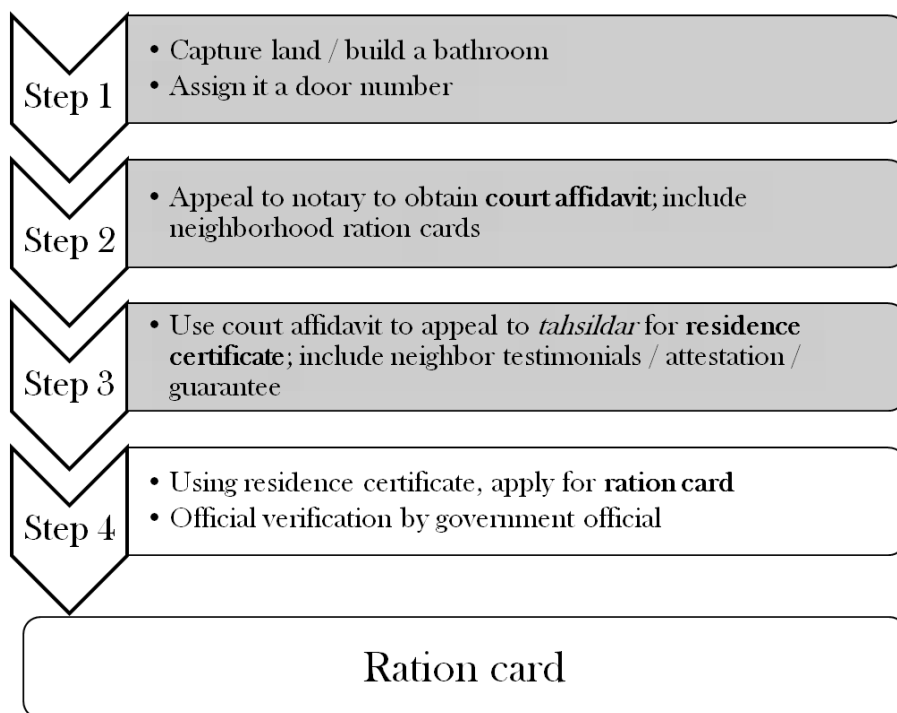 Step 1
• Capture land / build a bathroom
• Assign it a door number
Step 2
• Appeal to notary to obtain court affidavit; include
neighborhood ration cards
Step 3
• Use court affidavit to appeal to tahsildar for residence
certificate; include neighbor testimonials / attestation /
guarantee
Step 4
• Using residence certificate, apply for ration card
• Official verification by government official
Ration card